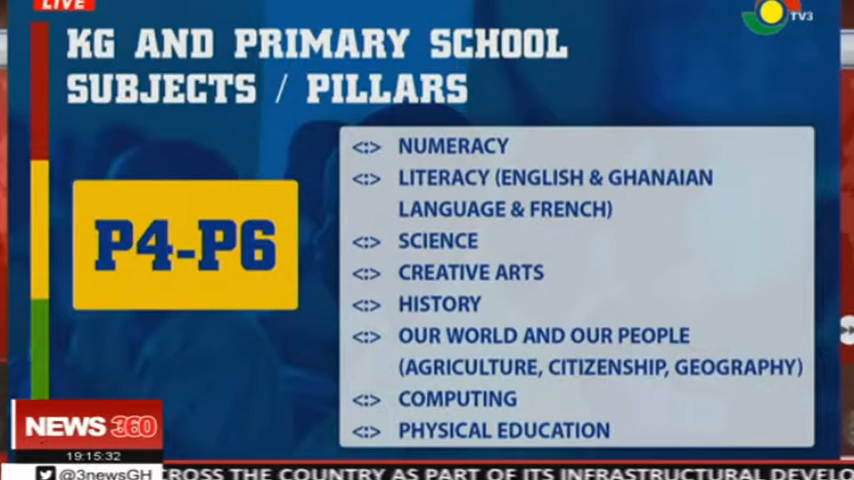 LIVE
TV3
KG AND PRIMARY SCHOOL
SUBJECTS / PILLARS
P4-P6
<:> NUMERACY
<:> LITERACY (ENGLISH & GHANAIAN
LANGUAGE & FRENCH)
<:> SCIENCE
<:> CREATIVE ARTS
<:> HISTORY
<:> OUR WORLD AND OUR PEOPLE
(AGRICULTURE, CITIZENSHIP, GEOGRAPHY)
<:> COMPUTING
<:> PHYSICAL EDUCATION
NEWS 360
19:15:32
@3newsGH CROSS THE COUNTRY AS PART OF ITS INFRASTRUCTURAL DEVELO